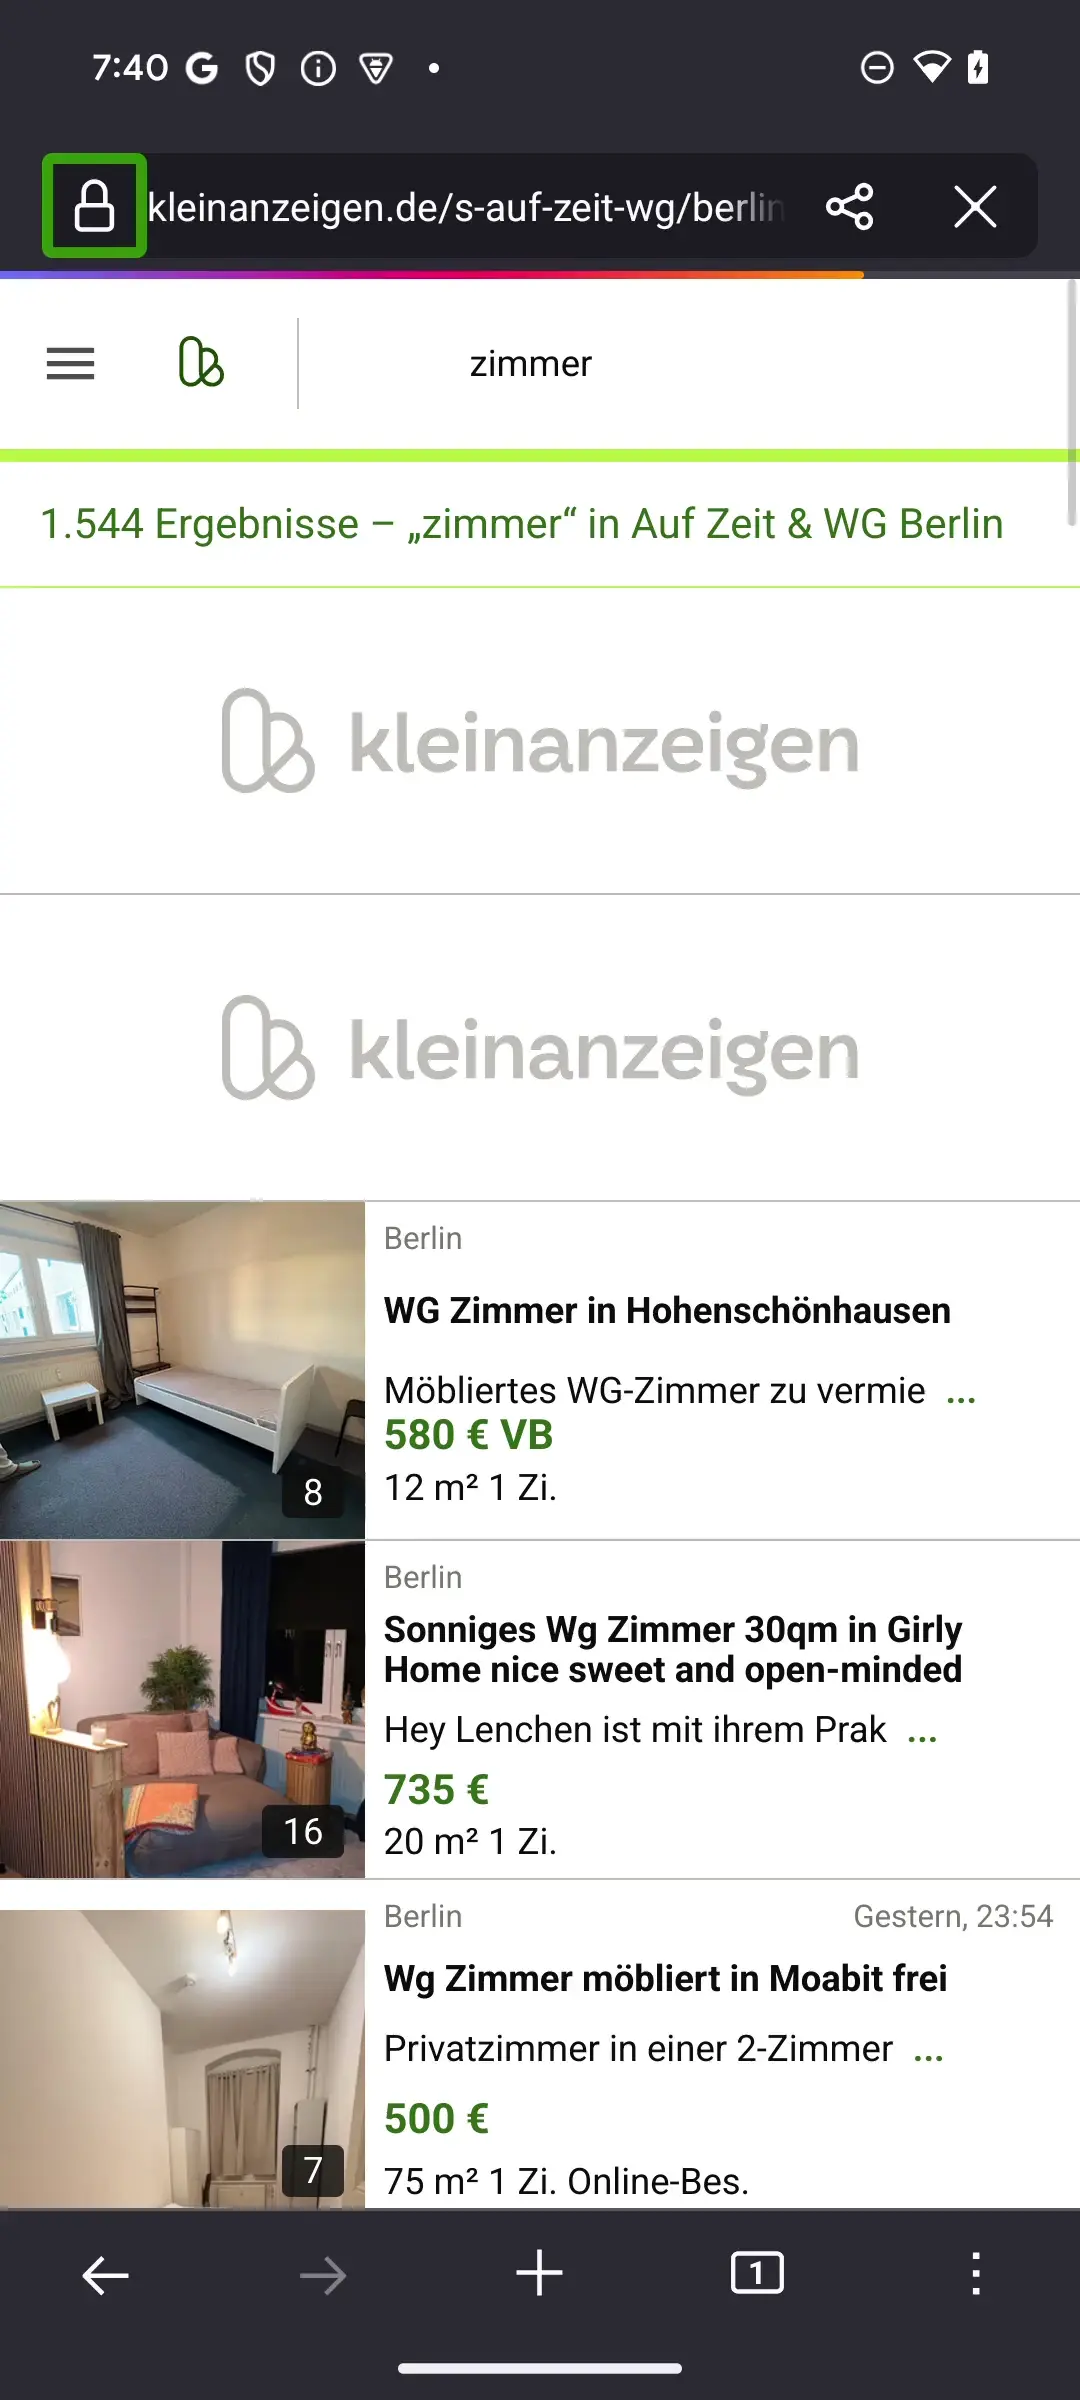 7:40
kleinanzeigen.de/s-auf-zeit-wg/berlin
zimmer
1.544 Ergebnisse – „zimmer“ in Auf Zeit & WG Berlin
kleinanzeigen
kleinanzeigen
Berlin
WG Zimmer in Hohenschönhausen
Möbliertes WG-Zimmer zu vermie ...
580 € VB
12 m² 1 Zi.
8
Berlin
Sonniges Wg Zimmer 30qm in Girly
Home nice sweet and open-minded
Hey Lenchen ist mit ihrem Prak ...
735 €
20 m² 1 Zi.
16
Berlin Gestern, 23:54
Wg Zimmer möbliert in Moabit frei
Privatzimmer in einer 2-Zimmer ...
500 €
75 m² 1 Zi. Online-Bes.
7
1